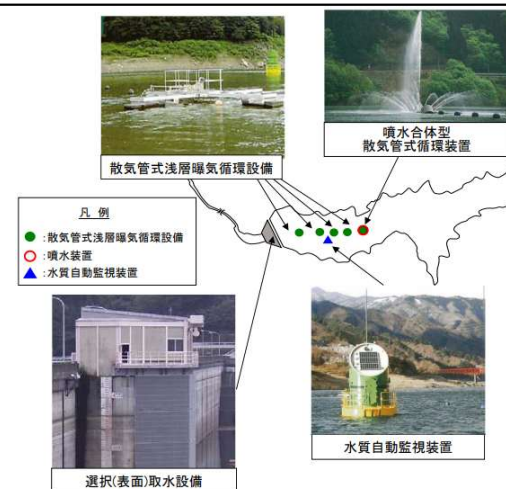 散気管式浅層曝気循環設備
噴水合体型
散気管式循環装置
凡 例
:散気管式浅層曝気循環設備
:噴水装置
:水質自動監視装置
選択(表面)取水設備
水質自動監視装置